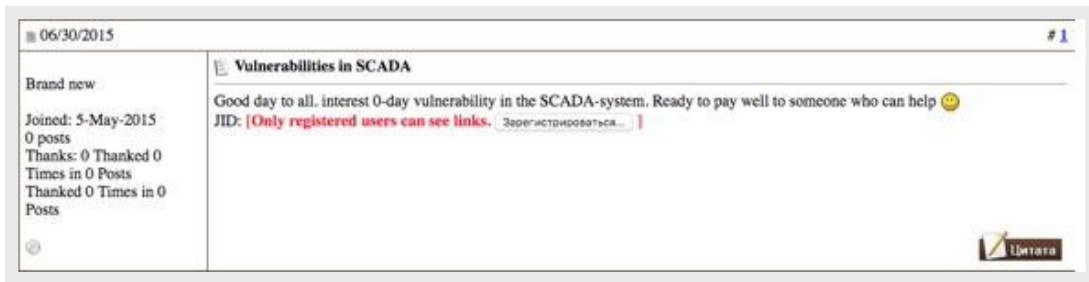 06/30/2015
# 1
Brand new
Joined: 5-May-2015
0 posts
Thanks: 0 Thanked 0
Times in 0 Posts
Thanked 0 Times in 0
Posts
Vulnerabilities in SCADA
Good day to all. interest 0-day vulnerability in the SCADA-system. Ready to pay well to someone who can help
JID: [Only registered users can see links. Зарегистрироваться... ]
Цитата